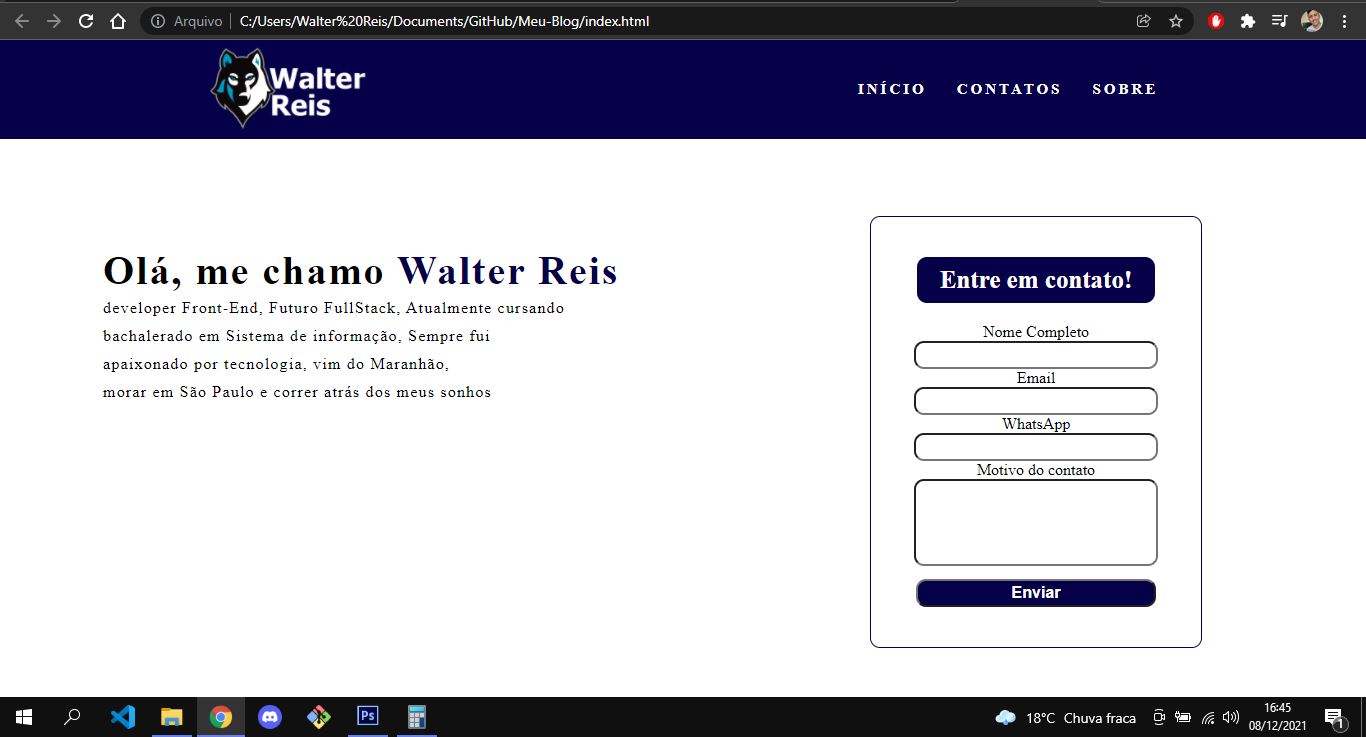 Arquivo
C:/Users/Walter%20Reis/Documents/GitHub/Meu-Blog/index.html
Walter
Reis
INÍCIO
CONTATOS
SOBRE
Olá, me chamo Walter Reis
developer Front-End, Futuro FullStack, Atualmente cursando
bachalerado em Sistema de informação, Sempre fui
apaixonado por tecnologia, vim do Maranhão,
morar em São Paulo e correr atrás dos meus sonhos
Entre em contato!
Nome Completo
Email
WhatsApp
Motivo do contato
Enviar
Ps
18°C Chuva fraca
16:45
08/12/2021
1